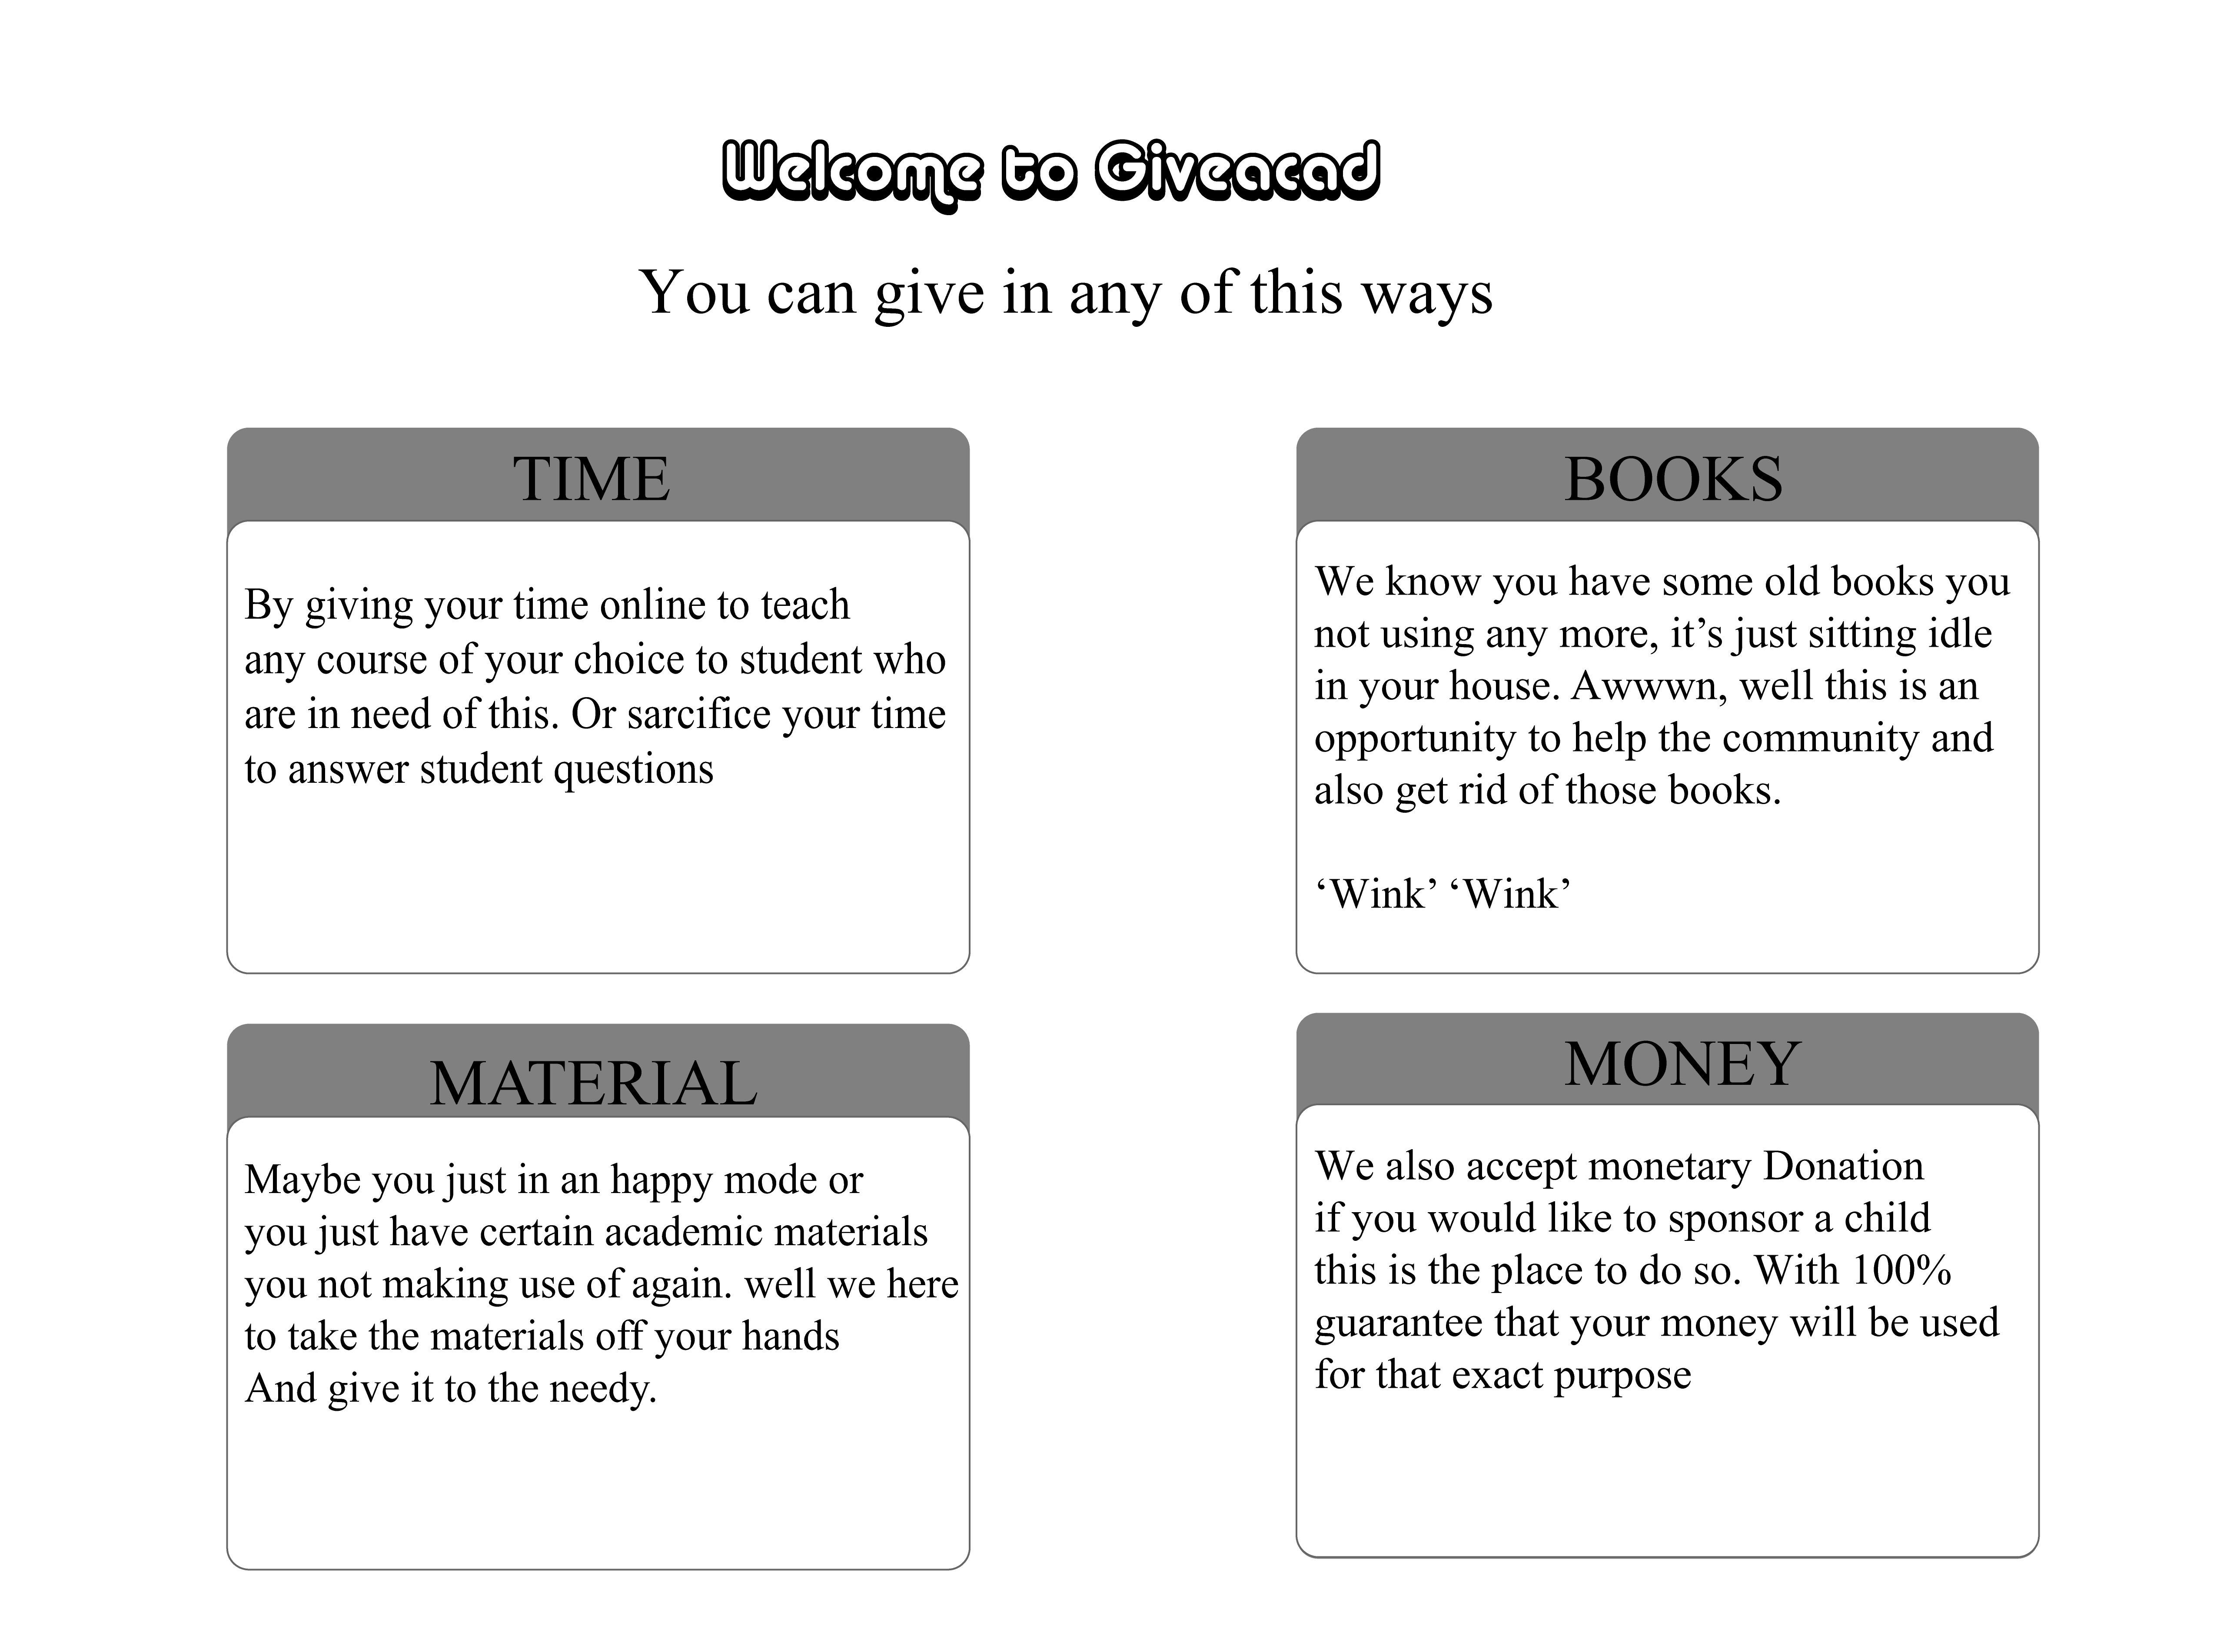 Welcome to Giveacad
You can give in any of this ways
TIME
By giving your time online to teach
any course of your choice to student who
are in need of this. Or sarcifice your time
to answer student questions
BOOKS
We know you have some old books you
not using any more, it’s just sitting idle
in your house. Awwwn, well this is an
opportunity to help the community and
also get rid of those books.
‘Wink’ ‘Wink’
MATERIAL
Maybe you just in an happy mode or
you just have certain academic materials
you not making use of again. well we here
to take the materials off your hands
And give it to the needy.
MONEY
We also accept monetary Donation
if you would like to sponsor a child
this is the place to do so. With 100%
guarantee that your money will be used
for that exact purpose